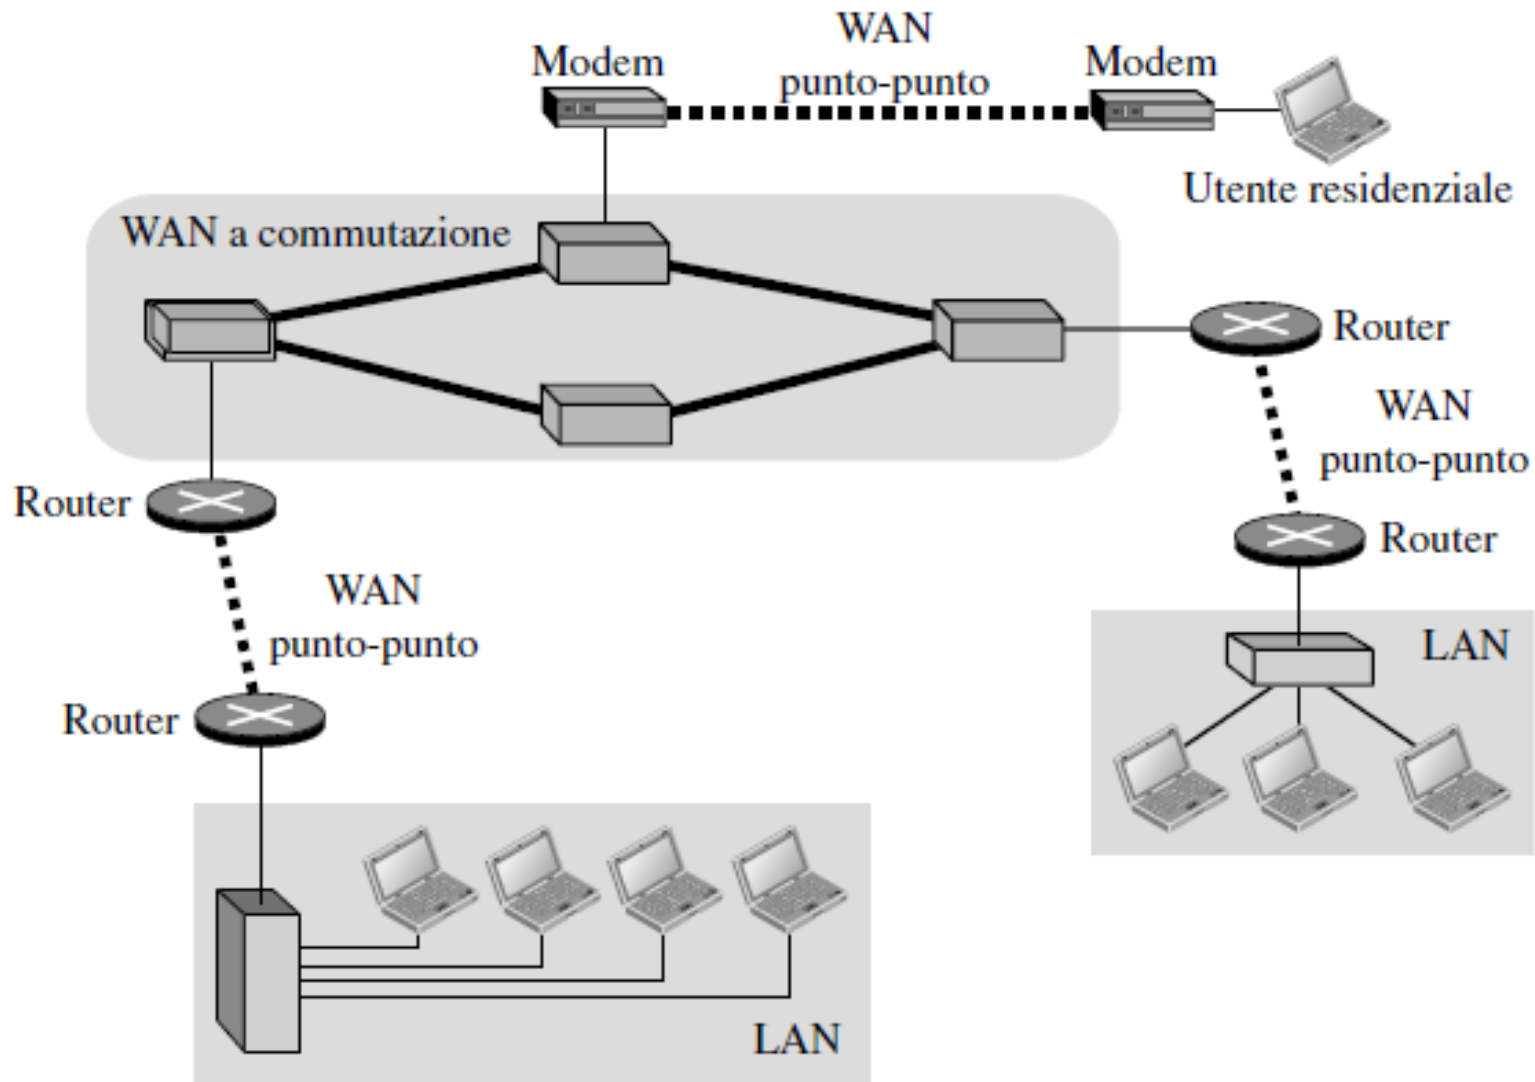 WAN
punto-punto
Modem
Modem
Utente residenziale
WAN a commutazione
Router
WAN
punto-punto
Router
Router
WAN
punto-punto
Router
LAN
LAN